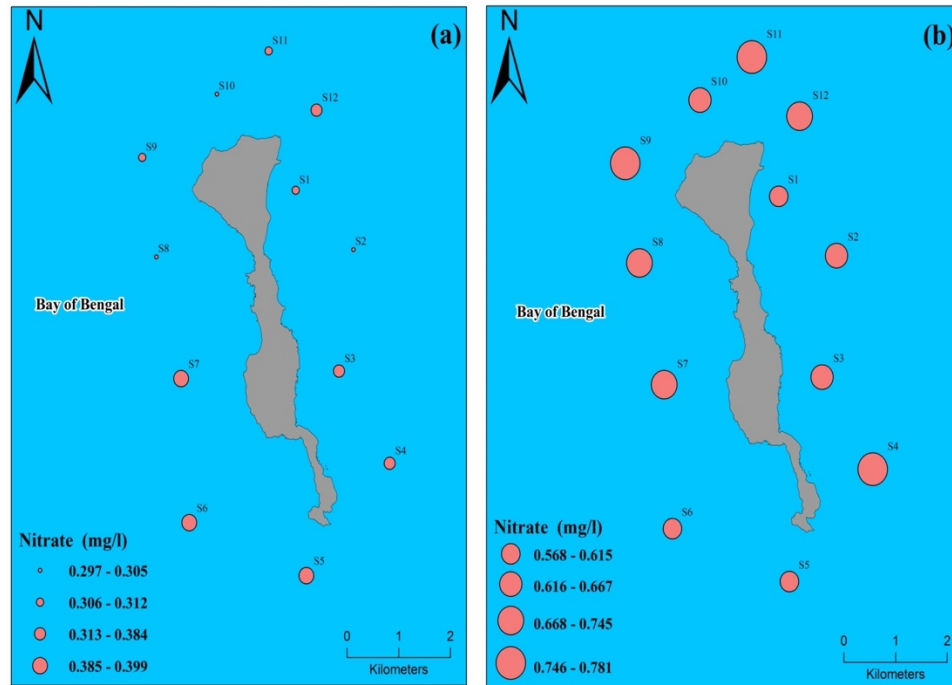 N
(a)
S11
S10
S12
S9
S1
S2
S8
Bay of Bengal
S7
S3
S4
S6
S5
Nitrate (mg/l)
0.297 - 0.305
0.306 - 0.312
0.313 - 0.384
0.385 - 0.399
0 1 2
Kilometers
N
(b)
S11
S10
S12
S9
S1
S2
S8
Bay of Bengal
S7
S3
S4
S6
S5
Nitrate (mg/l)
0.568 - 0.615
0.616 - 0.667
0.668 - 0.745
0.746 - 0.781
0 1 2
Kilometers